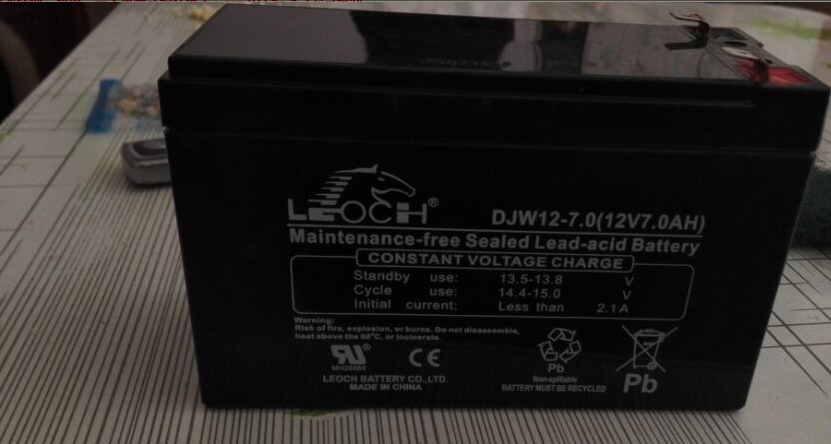 LEOCH®
DJW12-7.0(12V7.0AH)
Maintenance-free Sealed Lead-acid Battery
CONSTANT VOLTAGE CHARGE
Standby use: 13.5-13.8 V
Cycle use: 14.4-15.0 V
Initial current: Less than 2.1A
Warning:
Risk of fire, explosion, or burns. Do not disassemble,
heat above the 60°C, or incinerate.
CE
Pb
Non-spillable
BATTERY MUST BE RECYCLED
Pb
LEOCH BATTERY CO.,LTD.
MADE IN CHINA